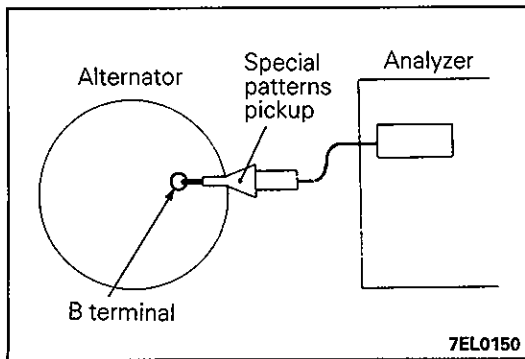 Alternator
Special
patterns
pickup
Analyzer
B terminal
7EL0150